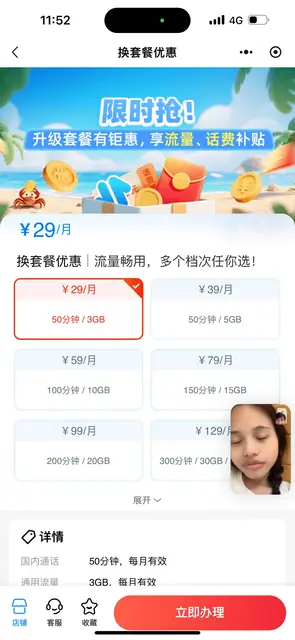 11:52
4G
换套餐优惠
限时抢！
升级套餐有钜惠，享流量、话费补贴
¥29/月
换套餐优惠｜流量畅用，多个档次任你选！
¥29/月
¥39/月
50分钟 / 3GB
50分钟 / 5GB
¥59/月
¥79/月
100分钟 / 10GB
150分钟 / 15GB
¥99/月
¥129/月
200分钟 / 20GB
300分钟 / 30GB /
展开
详情
国内通话
50分钟，每月有效
通用流量
3GB，每月有效
店铺
客服
收藏
立即办理